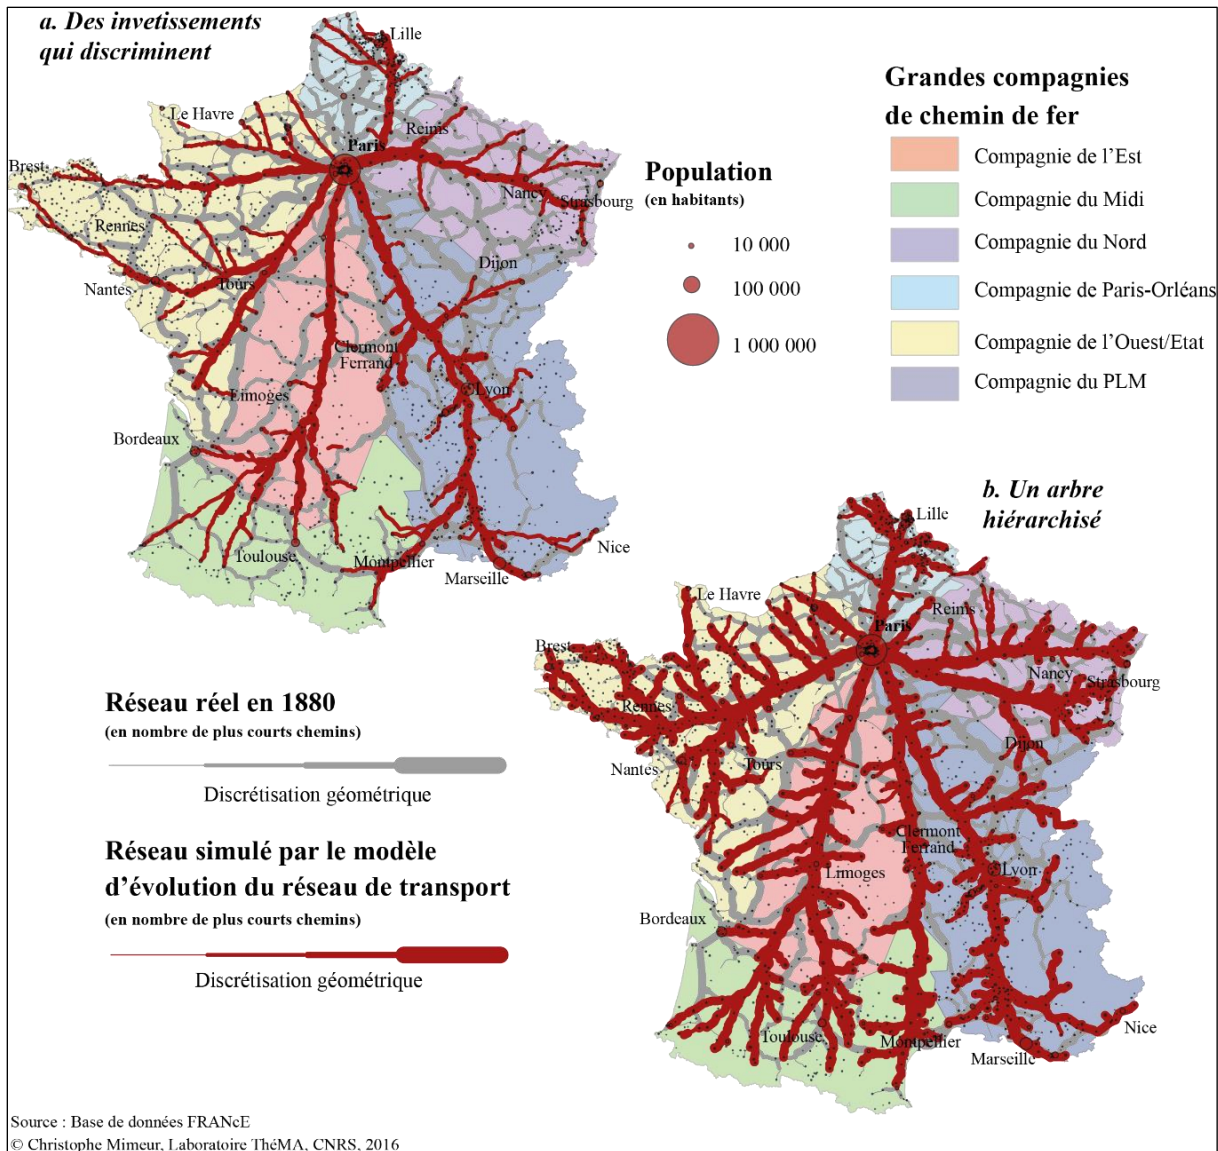 a. Des invetissements
qui discriminent
Lille
Le Havre
Reims
Paris
Brest
Nancy
Strasbourg
Rennes
Dijon
Nantes
Tours
Clermont
Ferrand
Lyon
Limoges
Bordeaux
Toulouse
Montpellier
Nice
Marseille
Grandes compagnies
de chemin de fer
Compagnie de l'Est
Compagnie du Midi
Compagnie du Nord
Compagnie de Paris-Orléans
Compagnie de l'Ouest/Etat
Compagnie du PLM
Population
(en habitants)
10 000
100 000
1 000 000
b. Un arbre
hiérarchisé
Lille
Le Havre
Reims
Paris
Brest
Nancy
Strasbourg
Rennes
Dijon
Nantes
Tours
Clermont
Ferrand
Lyon
Limoges
Bordeaux
Toulouse
Montpellier
Nice
Marseille
Réseau réel en 1880
(en nombre de plus courts chemins)
Discrétisation géométrique
Réseau simulé par le modèle
d'évolution du réseau de transport
(en nombre de plus courts chemins)
Discrétisation géométrique
Source : Base de données FRANcE
© Christophe Mimeur, Laboratoire ThéMA, CNRS, 2016